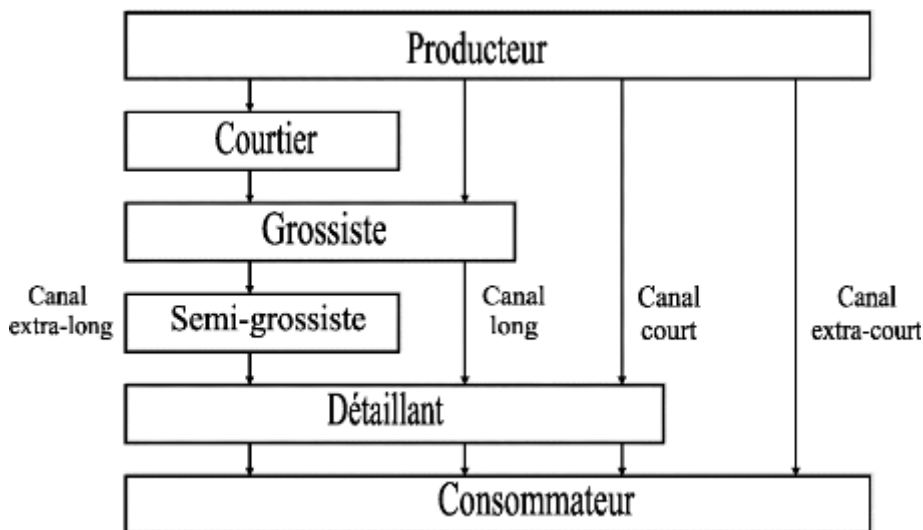 Producteur
Courtier
Grossiste
Canal
extra-long
Semi-grossiste
Canal
long
Canal
court
Canal
extra-court
Détaillant
Consommateur